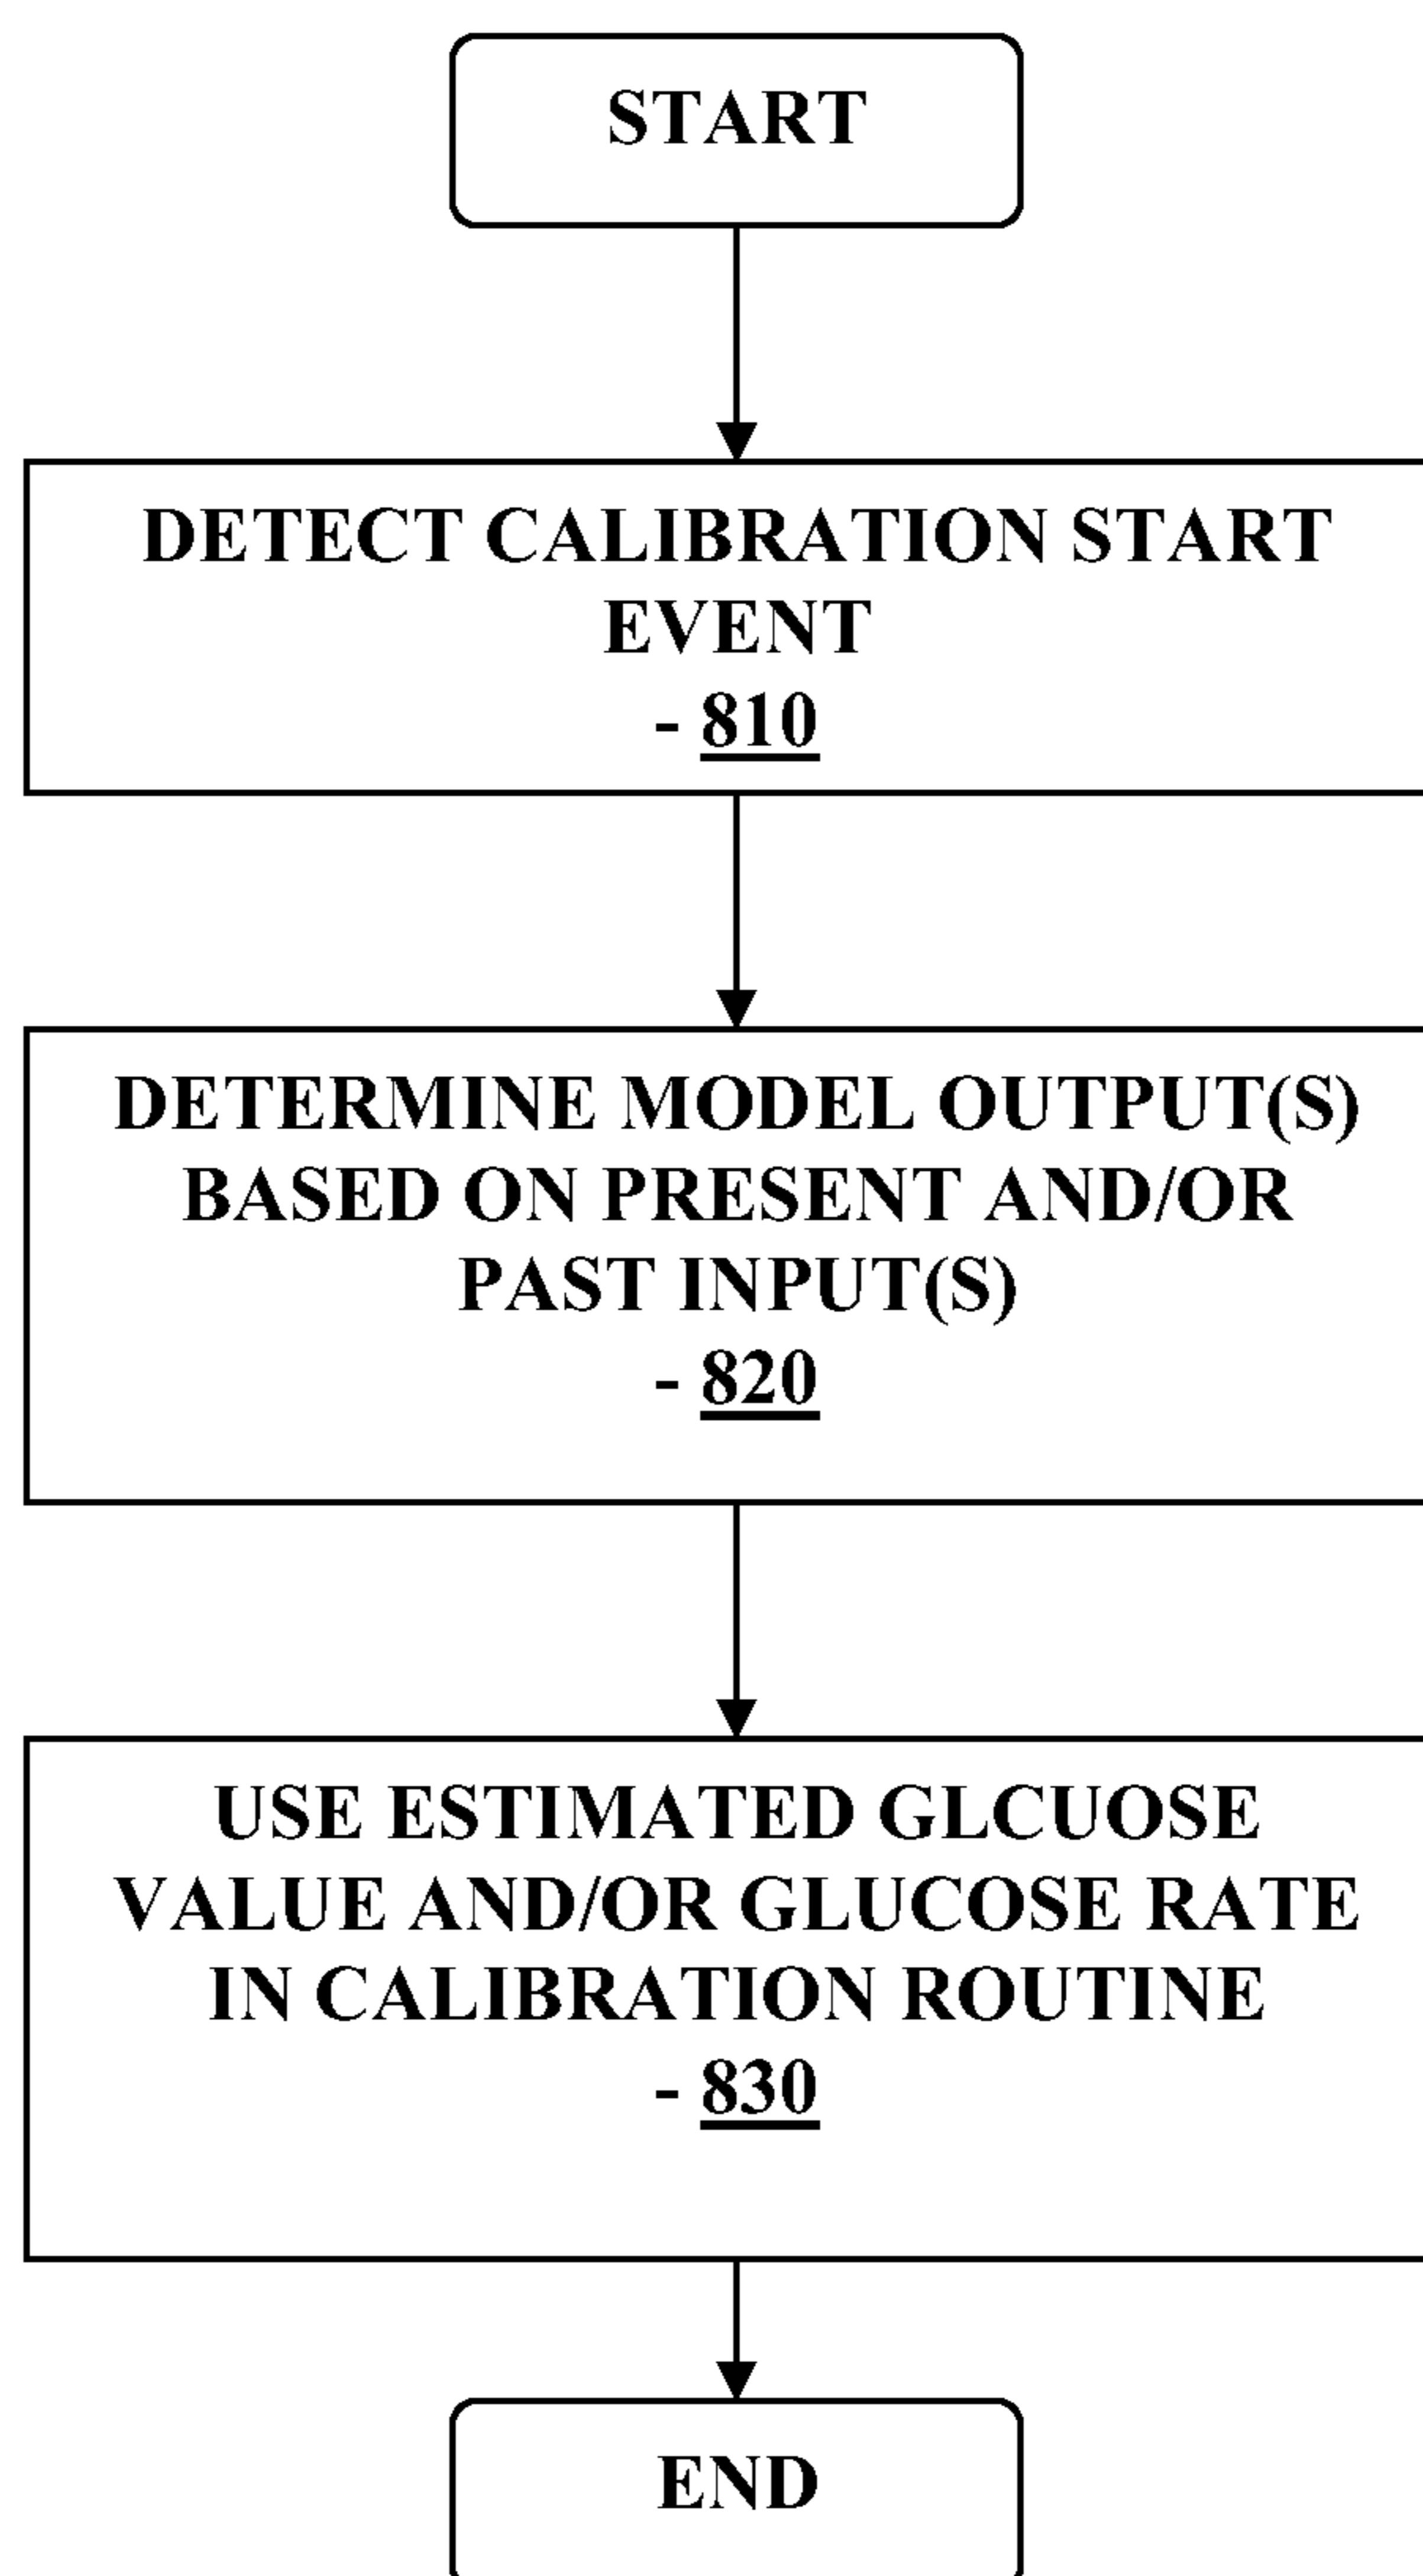 START
DETECT CALIBRATION START
EVENT
- 810
DETERMINE MODEL OUTPUT(S)
BASED ON PRESENT AND/OR
PAST INPUT(S)
- 820
USE ESTIMATED GLCUOSE
VALUE AND/OR GLUCOSE RATE
IN CALIBRATION ROUTINE
- 830
END